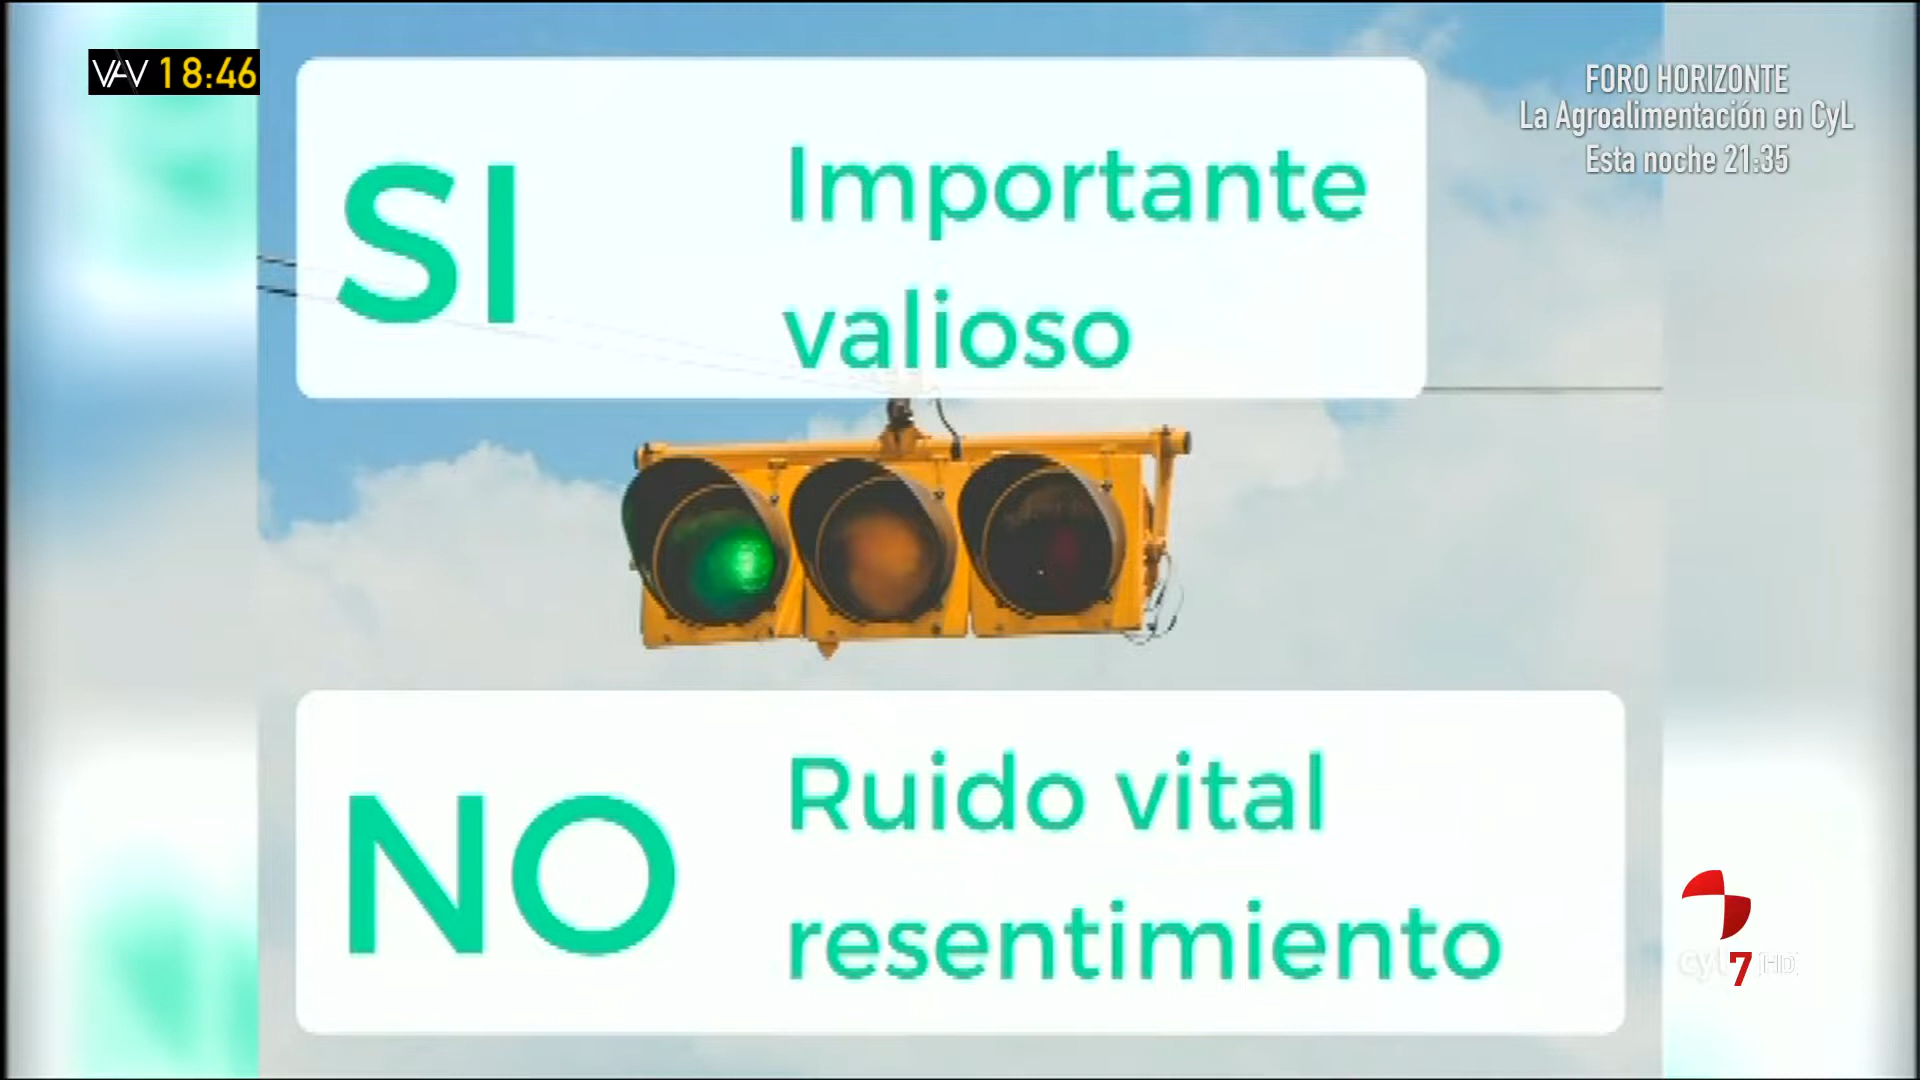 VAV 18:46
FORO HORIZONTE
La Agroalimentación en CyL
Esta noche 21:35
SI
Importante
valioso
NO
Ruido vital
resentimiento
cyl 7 [HD]